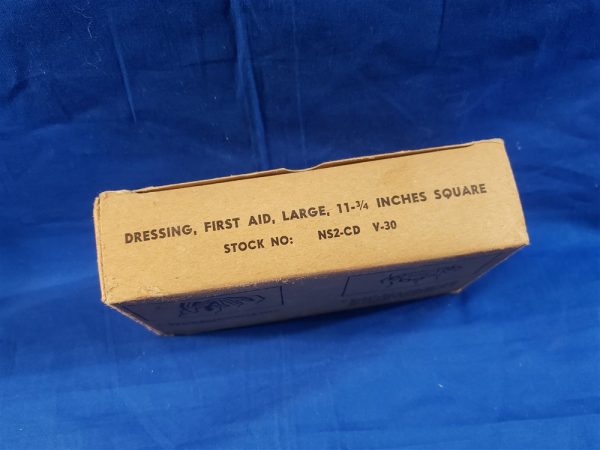 DRESSING, FIRST AID, LARGE, 11-3/4 INCHES SQUARE
STOCK NO: NS2-CD V-30